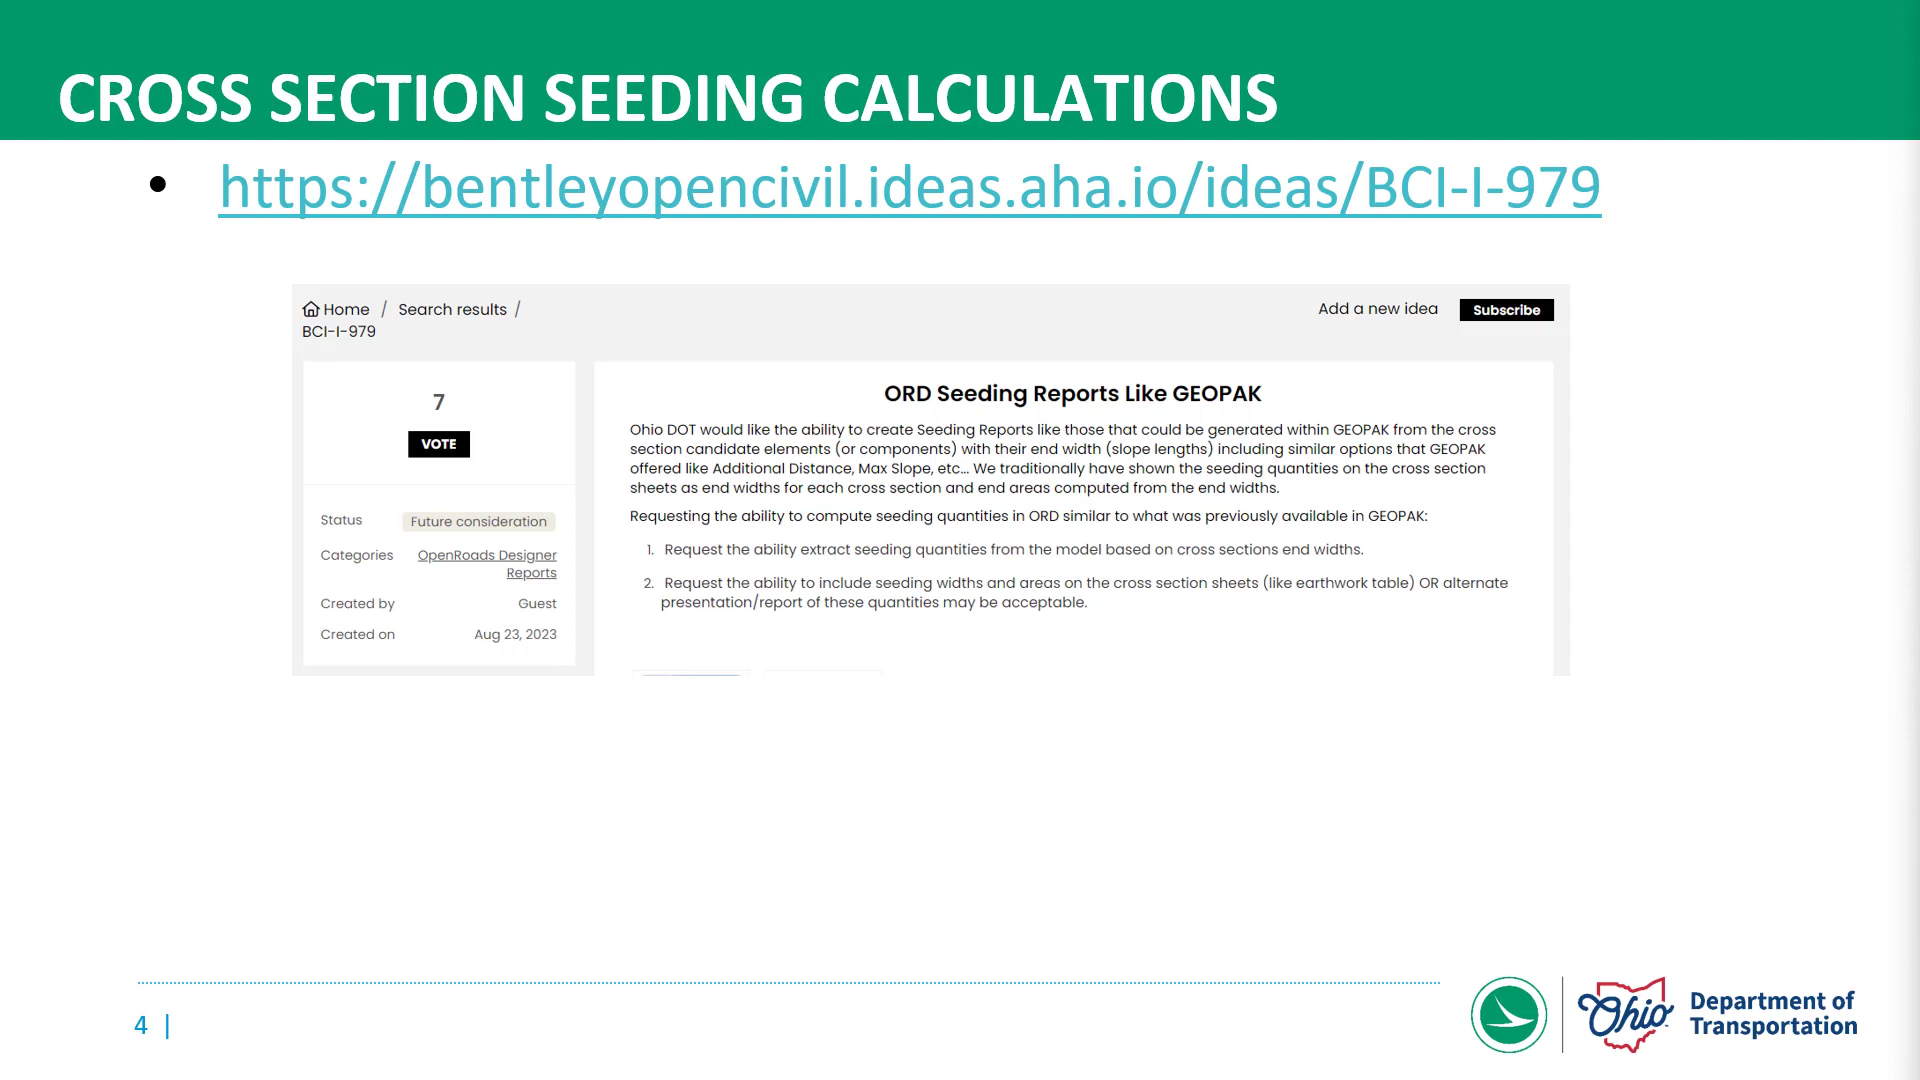 CROSS SECTION SEEDING CALCULATIONS
• https://bentleyopencivil.ideas.aha.io/ideas/BCI-I-979
Home / Search results /
BCI-I-979
Add a new idea
Subscribe
7
VOTE
Status Future consideration
Categories OpenRoads Designer
Reports
Created by Guest
Created on Aug 23, 2023
ORD Seeding Reports Like GEOPAK
Ohio DOT would like the ability to create Seeding Reports like those that could be generated within GEOPAK from the cross
section candidate elements (or components) with their end width (slope lengths) including similar options that GEOPAK
offered like Additional Distance, Max Slope, etc... We traditionally have shown the seeding quantities on the cross section
sheets as end widths for each cross section and end areas computed from the end widths.
Requesting the ability to compute seeding quantities in ORD similar to what was previously available in GEOPAK:
1. Request the ability extract seeding quantities from the model based on cross sections end widths.
2. Request the ability to include seeding widths and areas on the cross section sheets (like earthwork table) OR alternate
presentation/report of these quantities may be acceptable.
4 |
Ohio
Department of
Transportation